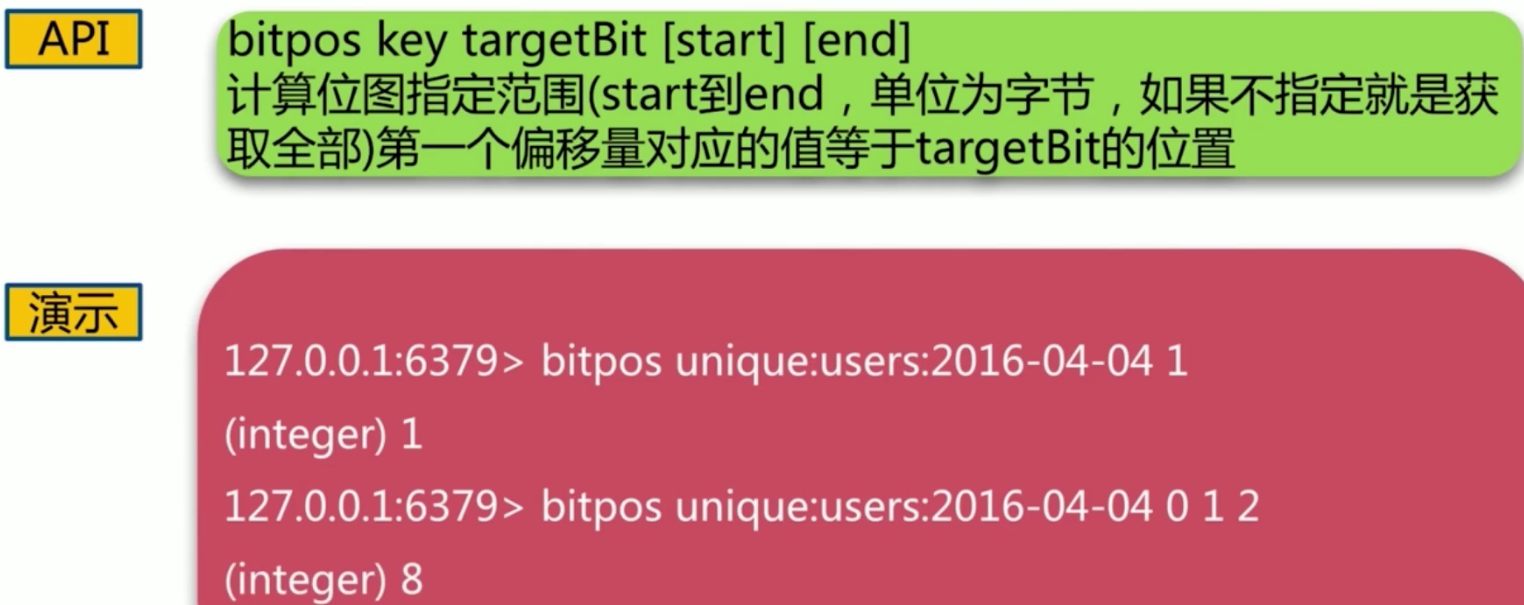 API
bitpos key targetBit [start] [end]
计算位图指定范围(start到end，单位为字节，如果不指定就是获
取全部)第一个偏移量对应的值等于targetBit的位置
演示
127.0.0.1:6379> bitpos unique:users:2016-04-04 1
(integer) 1
127.0.0.1:6379> bitpos unique:users:2016-04-04 0 1 2
(integer) 8